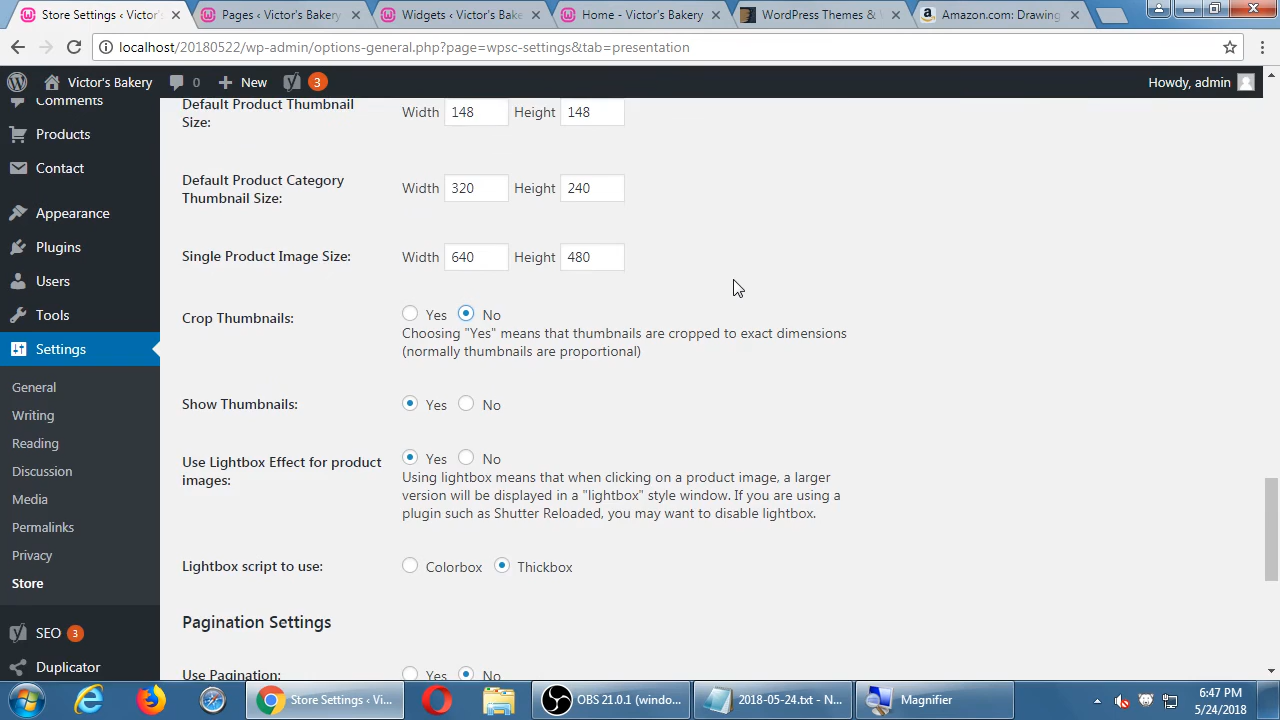 Store Settings ‹ Victor's
Pages ‹ Victor's Bakery
Widgets ‹ Victor's Bake
Home - Victor's Bakery
WordPress Themes &
Amazon.com: Drawing
localhost/20180522/wp-admin/options-general.php?page=wpsc-settings&tab=presentation
Victor's Bakery 0 New 3 Howdy, admin
Comments
Products
Contact
Appearance
Plugins
Users
Tools
Settings
General
Writing
Reading
Discussion
Media
Permalinks
Privacy
Store
SEO 3
Duplicator
Default Product Thumbnail
Size:
Width 148 Height 148
Default Product Category
Thumbnail Size:
Width 320 Height 240
Single Product Image Size:
Width 640 Height 480
Crop Thumbnails:
Yes No
Choosing "Yes" means that thumbnails are cropped to exact dimensions
(normally thumbnails are proportional)
Show Thumbnails:
Yes No
Use Lightbox Effect for product
images:
Yes No
Using lightbox means that when clicking on a product image, a larger
version will be displayed in a "lightbox" style window. If you are using a
plugin such as Shutter Reloaded, you may want to disable lightbox.
Lightbox script to use:
Colorbox Thickbox
Pagination Settings
Use Pagination:
Yes No
Store Settings ‹ Vi...
OBS 21.0.1 (windo...
2018-05-24.txt - N...
Magnifier
6:47 PM
5/24/2018